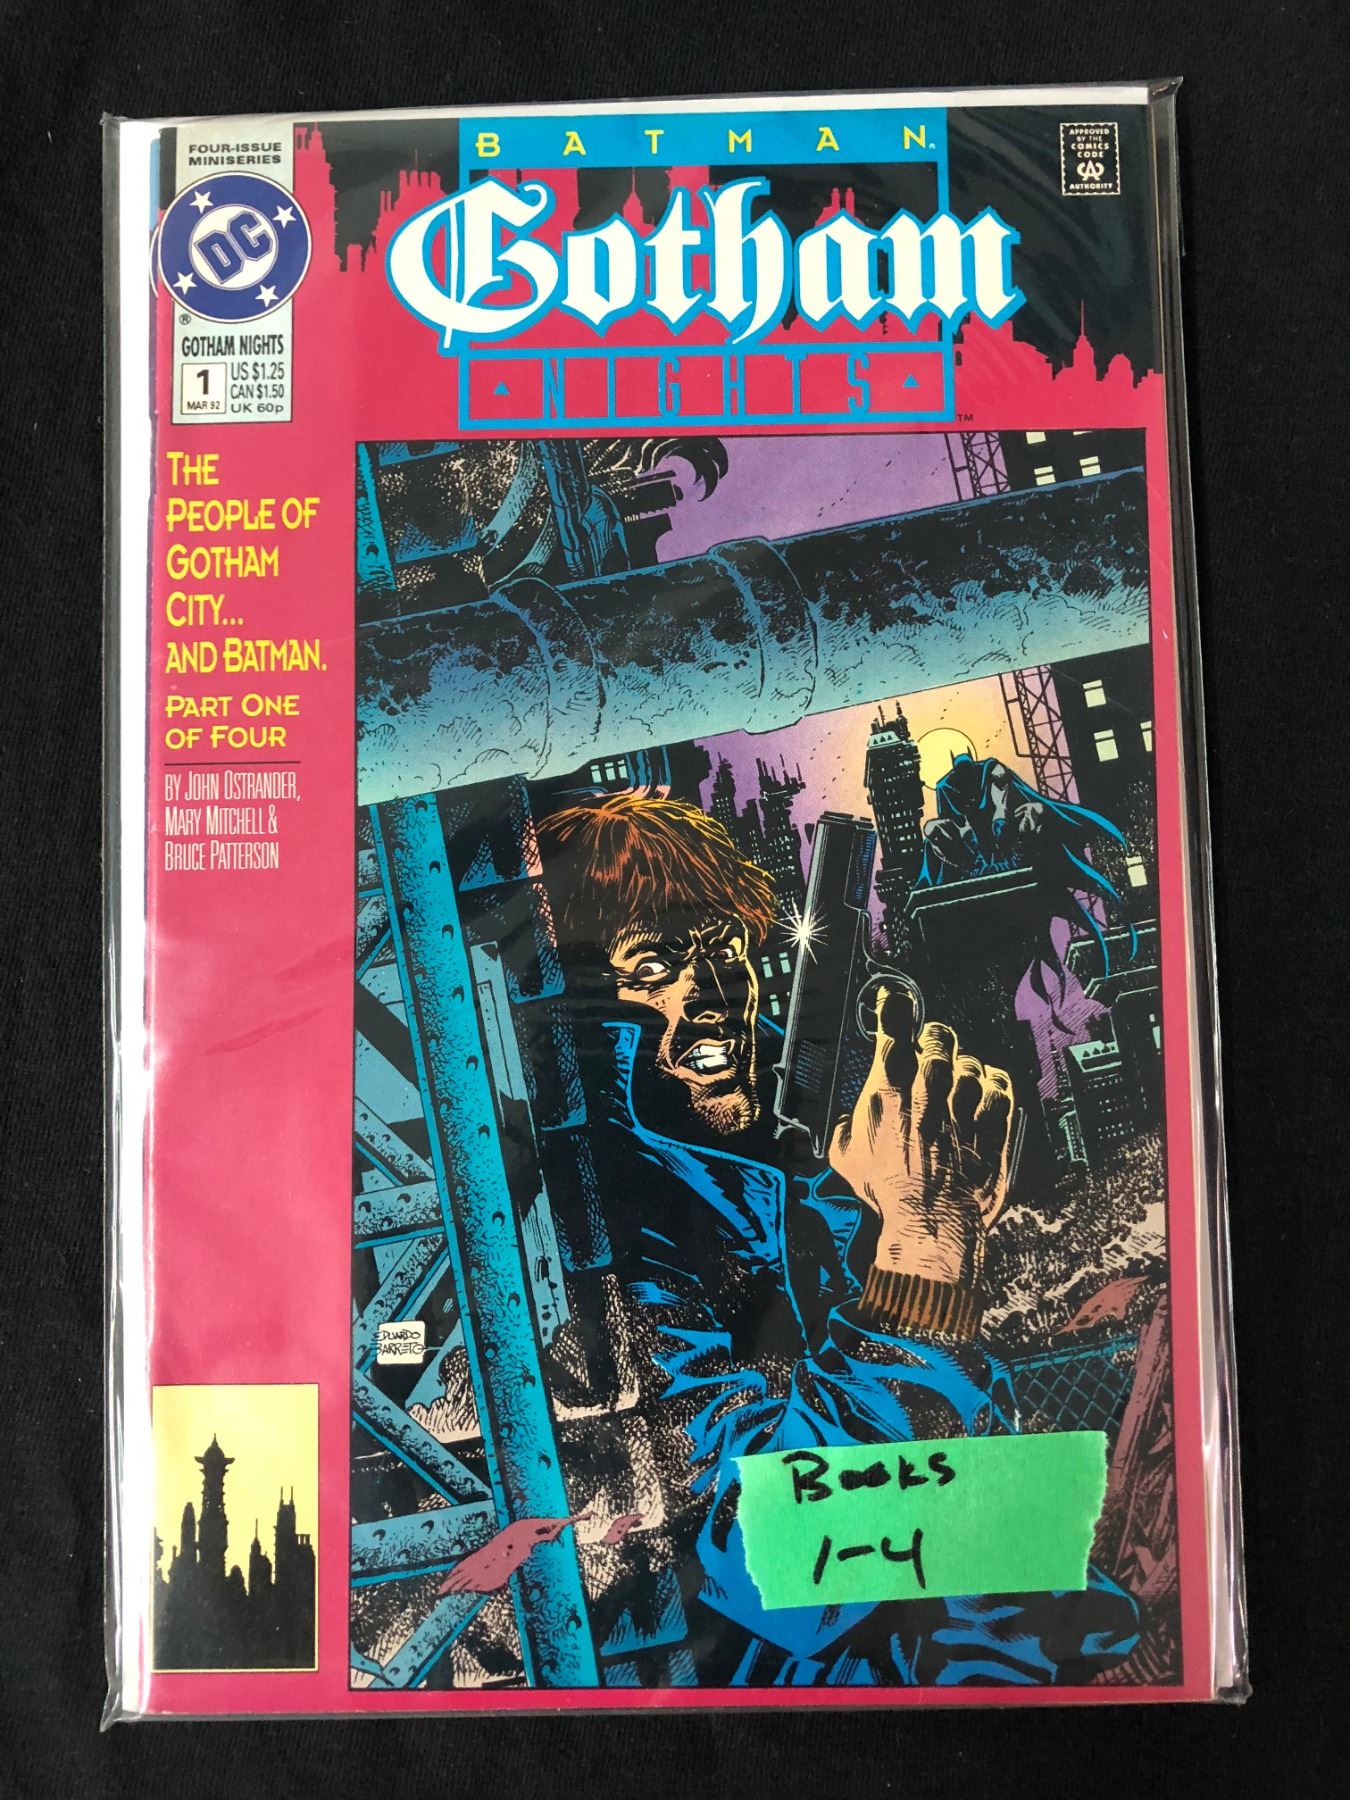 FOUR-ISSUE
MINISERIES
DC
®
GOTHAM NIGHTS
1
MAR 92
US $1.25
CAN $1.50
UK 60p
BATMAN®
Gotham
NIGHTS™
APPROVED
BY THE
COMICS
CODE
CA
AUTHORITY
THE
PEOPLE OF
GOTHAM
CITY...
AND BATMAN.
PART ONE
OF FOUR
BY JOHN OSTRANDER,
MARY MITCHELL &
BRUCE PATTERSON
EDUARDO
BARRETO
Books
1-4